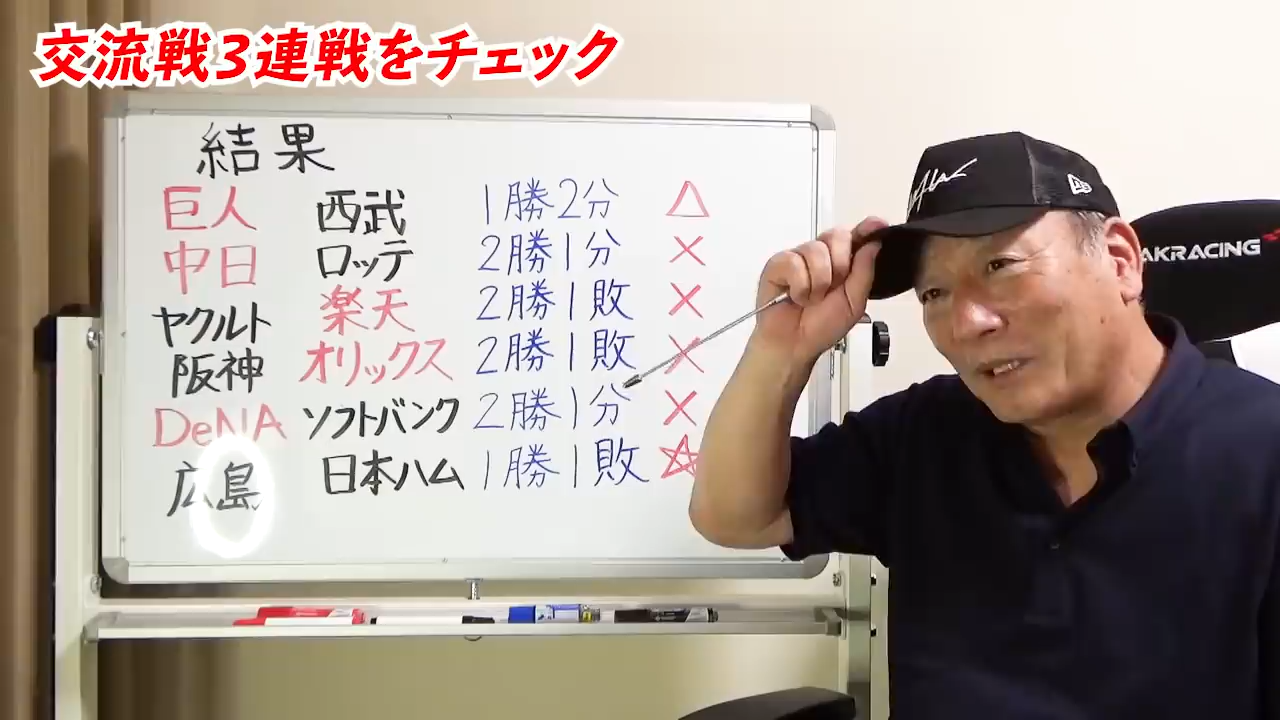 交流戦3連戦をチェック
結果
巨人 西武 1勝2分 △
中日 ロッテ 2勝1分 ×
ヤクルト 楽天 2勝1敗 ×
阪神 オリックス 2勝1敗 ×
DeNA ソフトバンク 2勝1分 ×
広島 日本ハム 1勝1敗 ☆
AKRACING